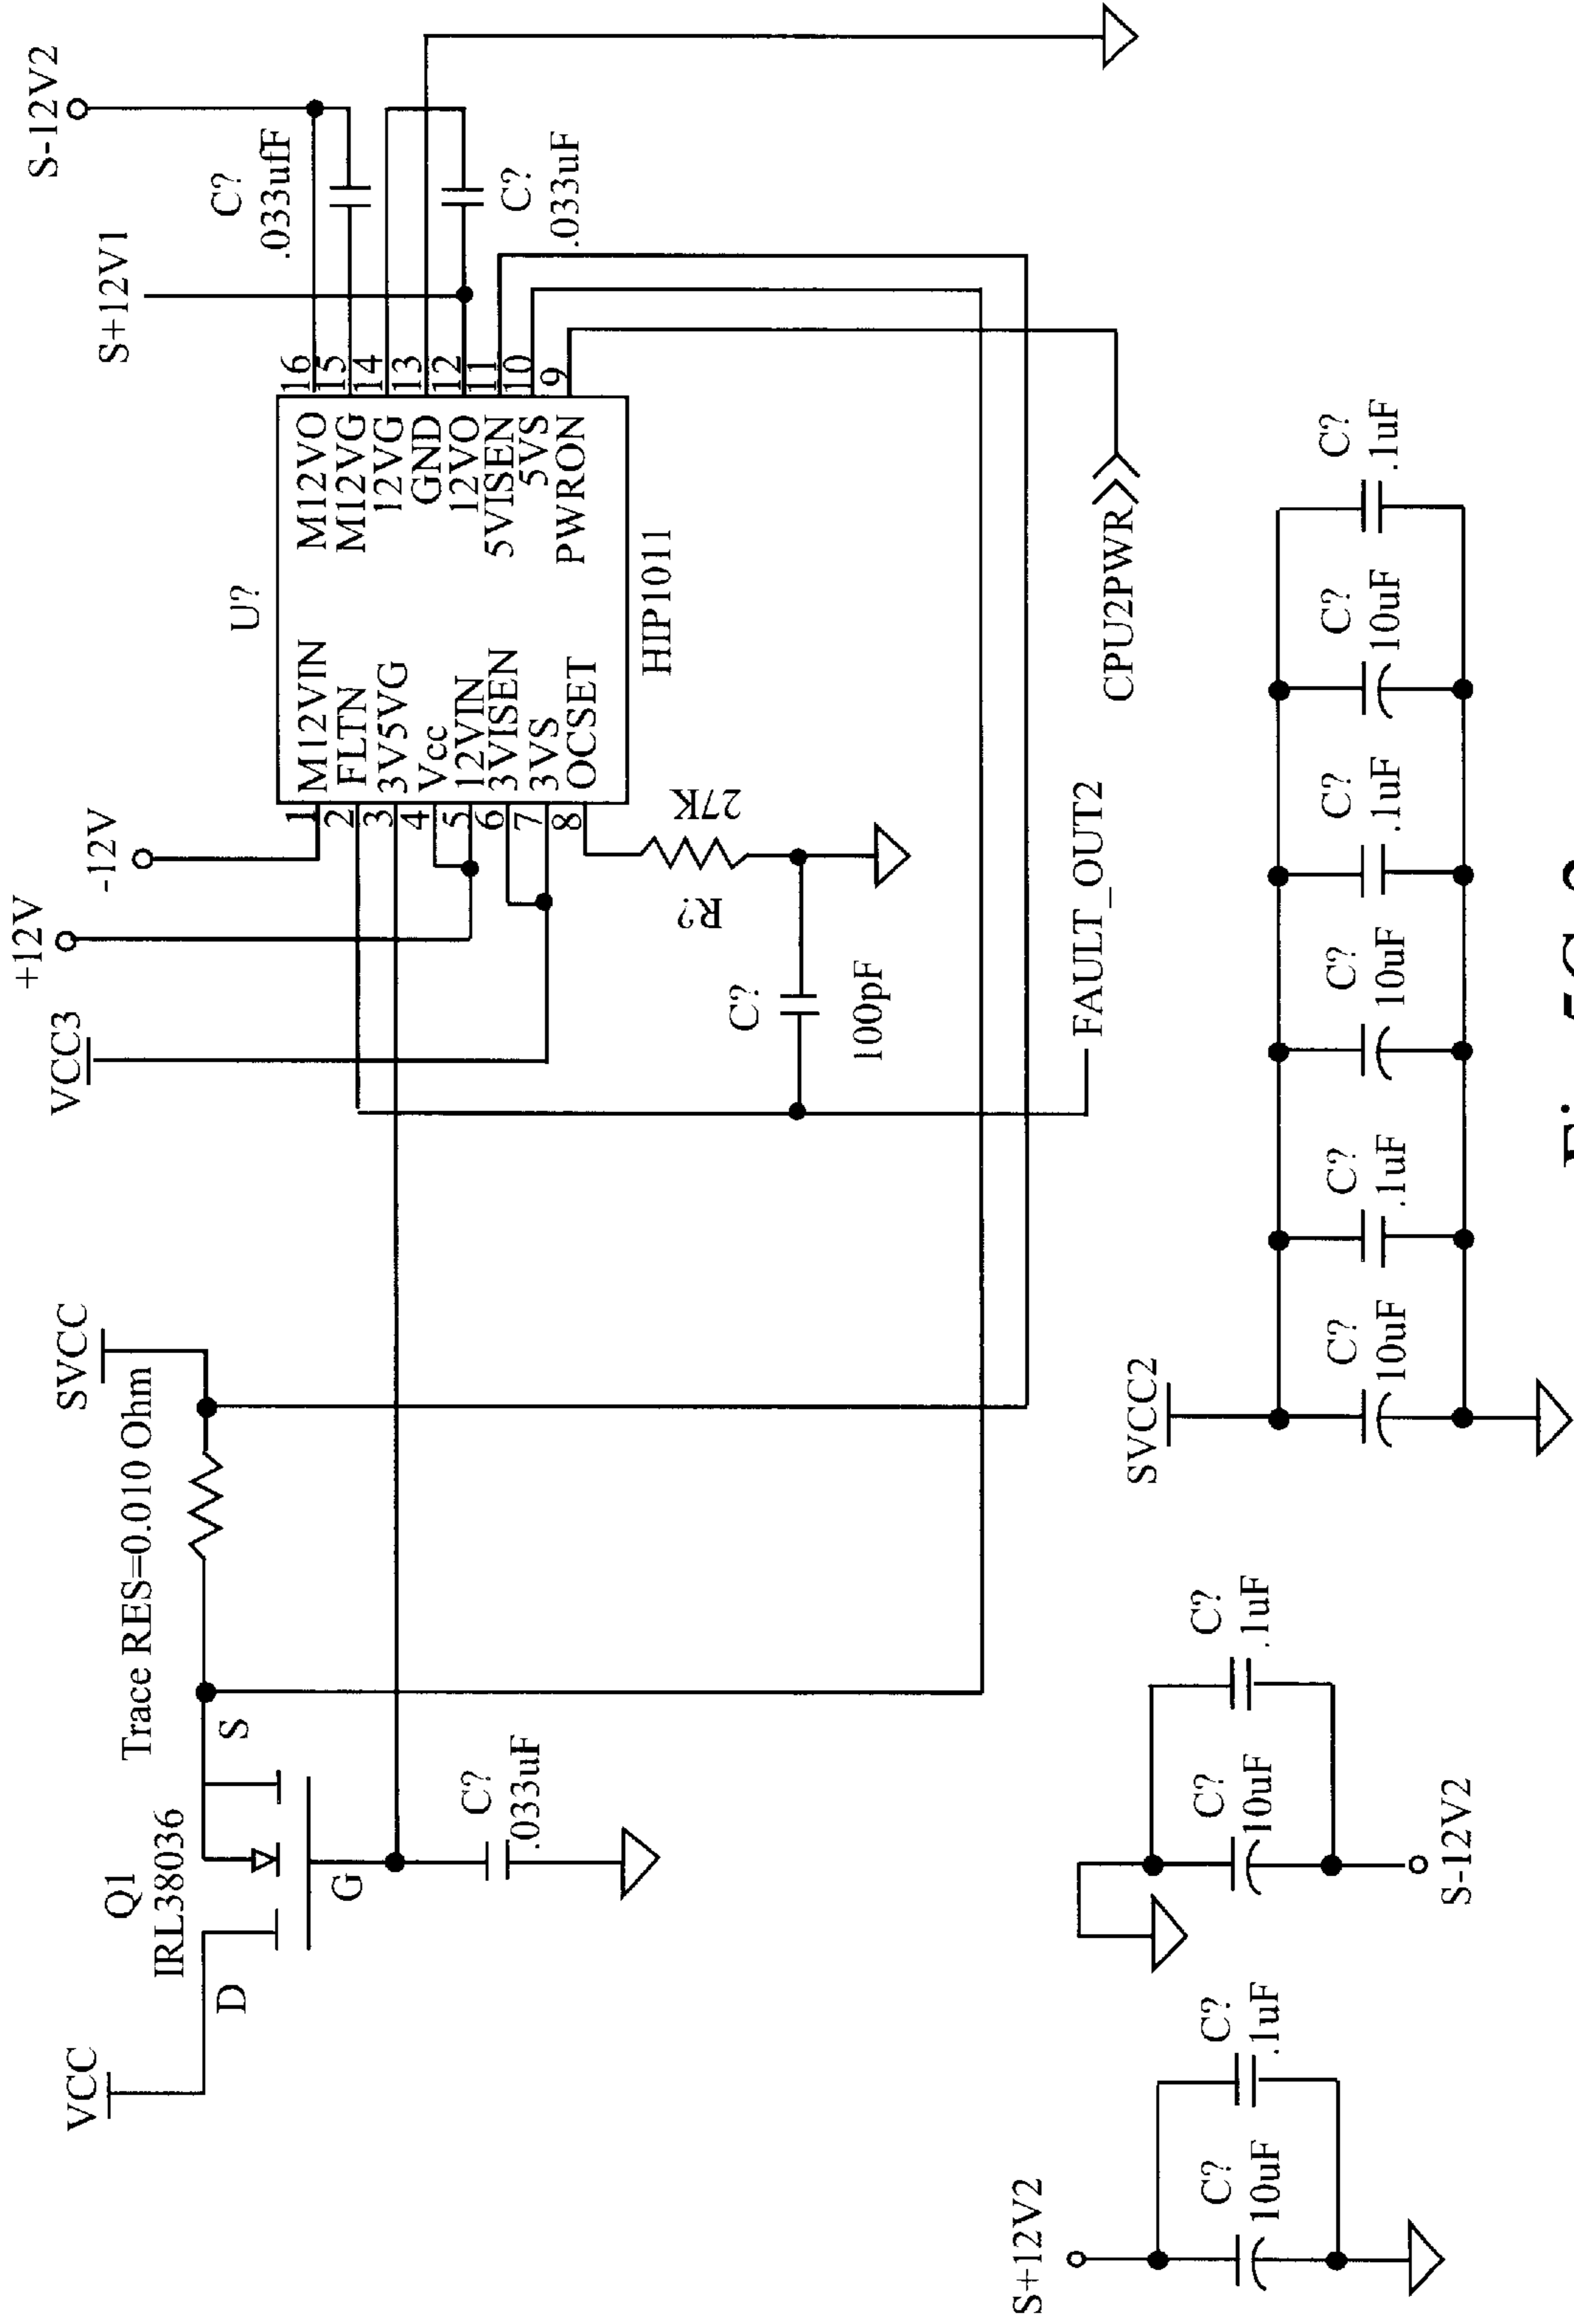 VCC
D
Q1
IRL38036
G
S
Trace RES=0.010 Ohm
SVCC
C?
.033uF
VCC3
+12V
-12V
U?
1
2
3
4
5
6
7
8
M12VIN
FLTN
3V5VG
Vcc
12VIN
3VISEN
3VS
OCSET
M12VO
M12VG
12VG
GND
12VO
5VISEN
5VS
PWRON
16
15
14
13
12
11
10
9
HIP1011
S+12V1
S-12V2
C?
.033ufF
C?
.033uF
R?
27K
C?
100pF
FAULT_OUT2
CPU2PWR
S+12V2
C?
10uF
C?
.1uF
C?
10uF
C?
.1uF
S-12V2
SVCC2
C?
10uF
C?
.1uF
C?
10uF
C?
.1uF
C?
10uF
C?
.1uF